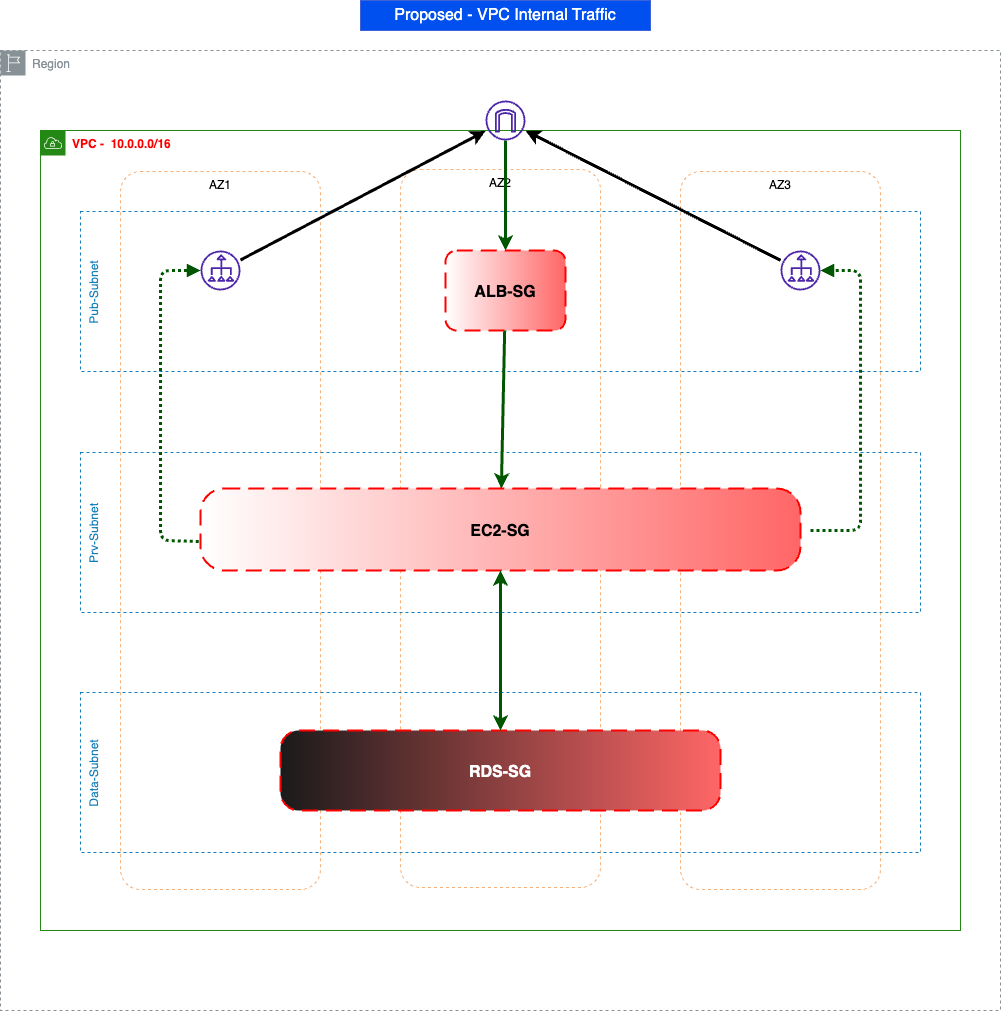 Proposed - VPC Internal Traffic
Region
VPC - 10.0.0.0/16
AZ1
AZ2
AZ3
Pub-Subnet
ALB-SG
Prv-Subnet
EC2-SG
Data-Subnet
RDS-SG